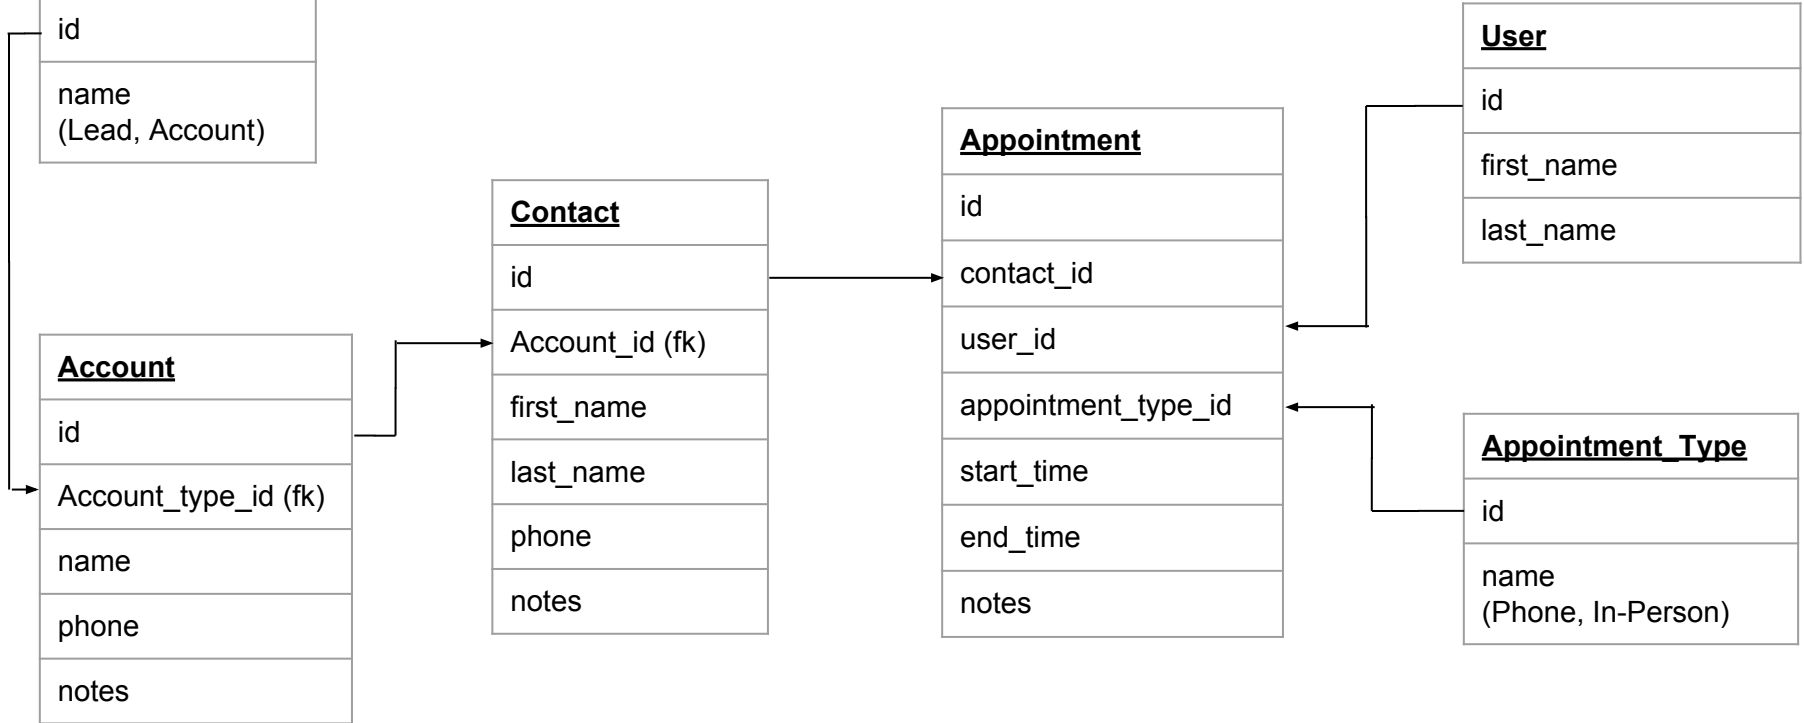 id
name
(Lead, Account)
Account
id
Account_type_id (fk)
name
phone
notes
Contact
id
Account_id (fk)
first_name
last_name
phone
notes
Appointment
id
contact_id
user_id
appointment_type_id
start_time
end_time
notes
User
id
first_name
last_name
Appointment_Type
id
name
(Phone, In-Person)